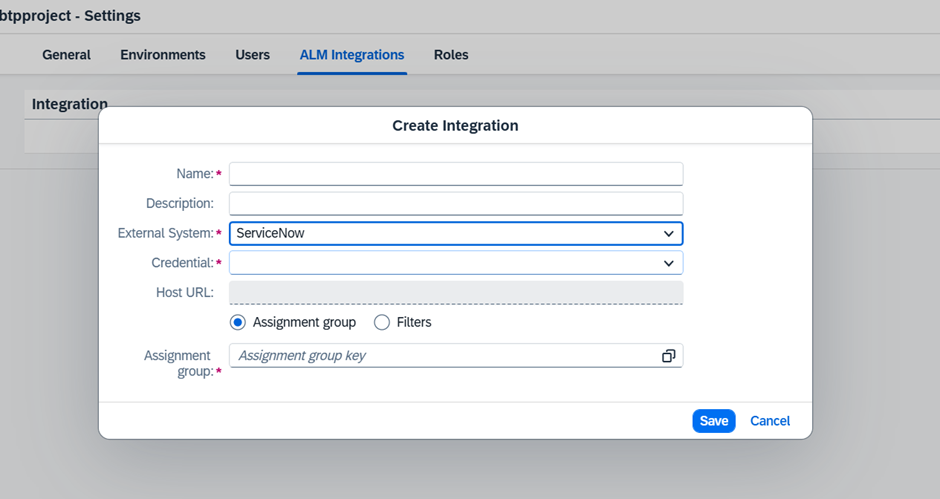 btpproject - Settings
General Environments Users ALM Integrations Roles
Integration
Create Integration
Name:*
Description:
External System:* ServiceNow
Credential:*
Host URL:
Assignment group Filters
Assignment Assignment group key
group:*
Save Cancel